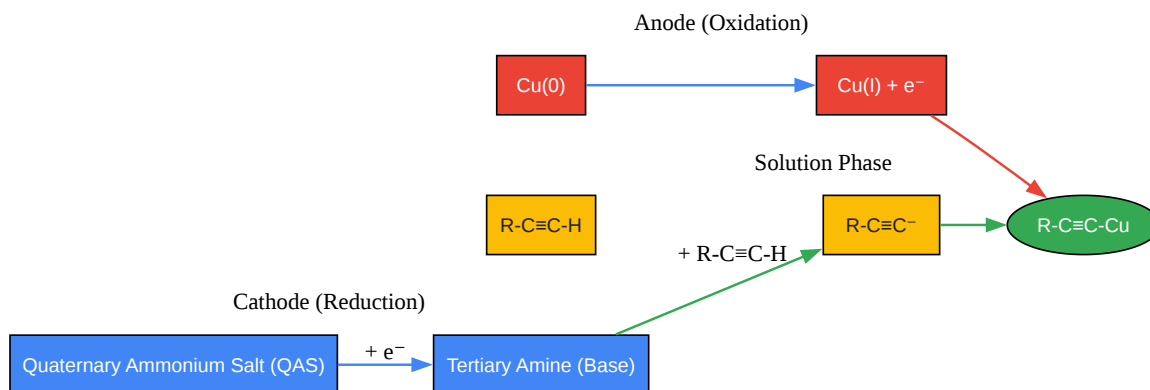 Anode (Oxidation)
Cu(0)
Cu(I) + e⁻
Solution Phase
R-C≡C-H
R-C≡C⁻
R-C≡C-Cu
+ R-C≡C-H
Cathode (Reduction)
Quaternary Ammonium Salt (QAS)
+ e⁻
Tertiary Amine (Base)